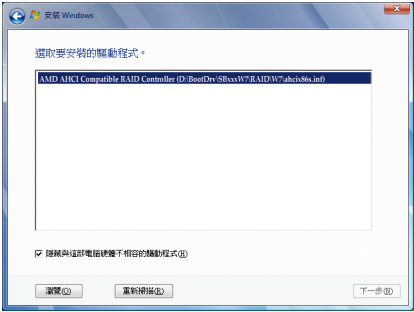 安裝 Windows
選取要安裝的驅動程式。
AMD AHCI Compatible RAID Controller (D:\BootDrv\SBxxxW7\RAID\W7\ahcix86s.inf)
隱藏與這部電腦硬體不相容的驅動程式(H)
瀏覽(O)
重新掃描(R)
下一步(N)